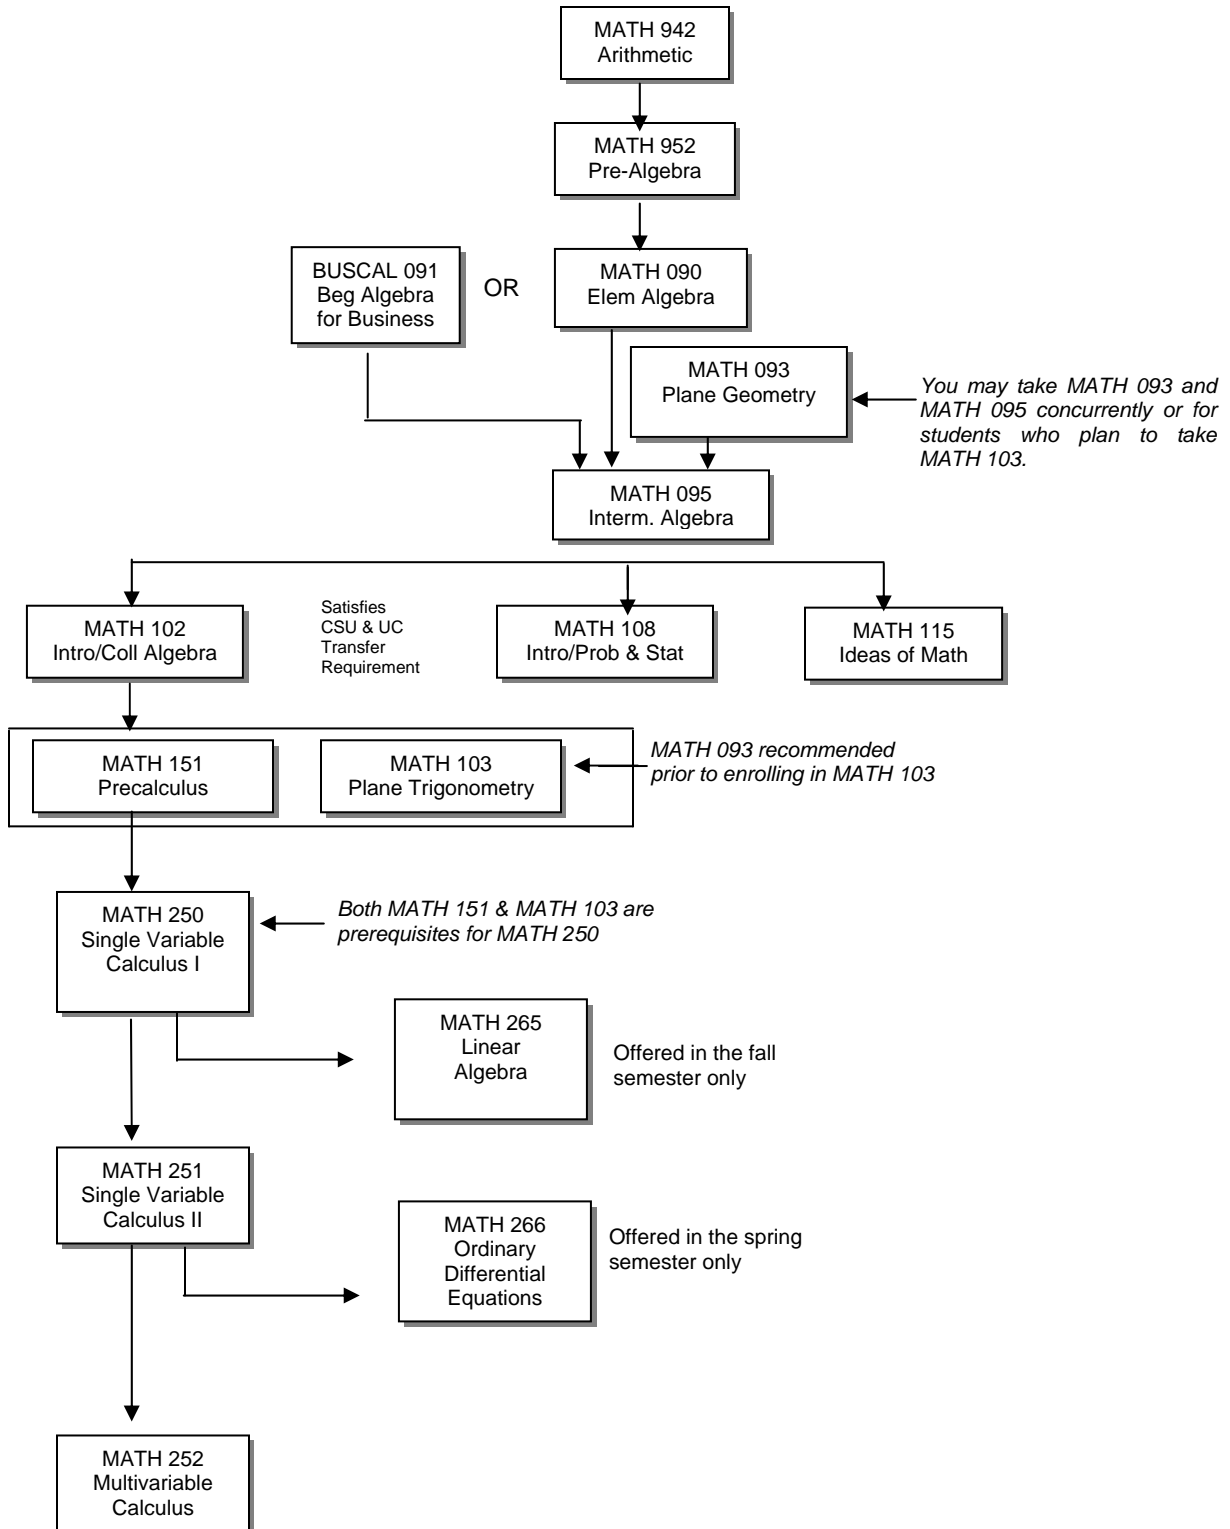 MATH 942
Arithmetic
MATH 952
Pre-Algebra
BUSCAL 091
Beg Algebra
for Business
OR
MATH 090
Elem Algebra
MATH 093
Plane Geometry
You may take MATH 093 and
MATH 095 concurrently or for
students who plan to take
MATH 103.
MATH 095
Interm. Algebra
MATH 102
Intro/Coll Algebra
Satisfies
CSU & UC
Transfer
Requirement
MATH 108
Intro/Prob & Stat
MATH 115
Ideas of Math
MATH 151
Precalculus
MATH 103
Plane Trigonometry
MATH 093 recommended
prior to enrolling in MATH 103
MATH 250
Single Variable
Calculus I
Both MATH 151 & MATH 103 are
prerequisites for MATH 250
MATH 265
Linear
Algebra
Offered in the fall
semester only
MATH 251
Single Variable
Calculus II
MATH 266
Ordinary
Differential
Equations
Offered in the spring
semester only
MATH 252
Multivariable
Calculus